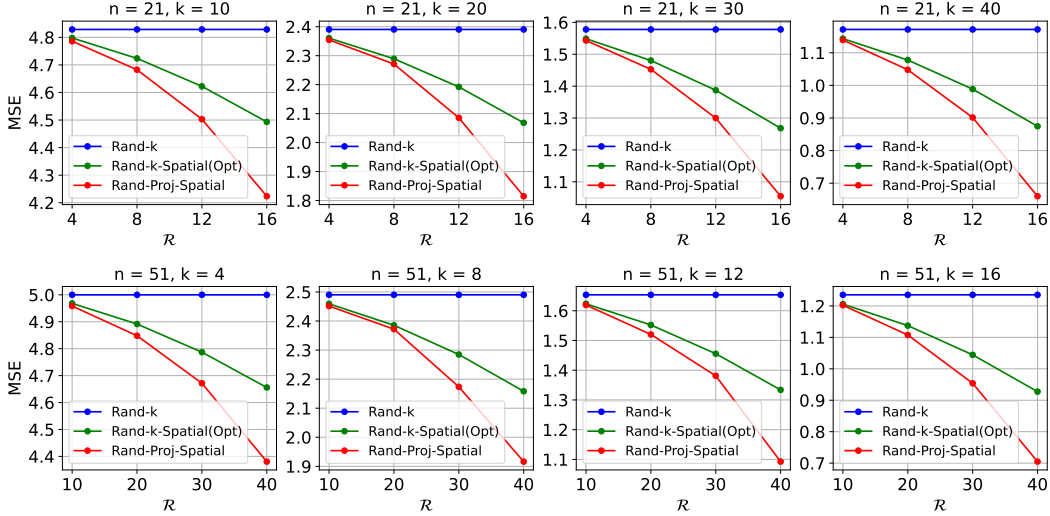 n = 21, k = 10
MSE
4.8
4.7
4.6
4.5
4.4
4.3
4.2
Rand-k
Rand-k-Spatial(Opt)
Rand-Proj-Spatial
4 8 12 16
ℛ
n = 21, k = 20
2.4
2.3
2.2
2.1
2.0
1.9
1.8
Rand-k
Rand-k-Spatial(Opt)
Rand-Proj-Spatial
4 8 12 16
ℛ
n = 21, k = 30
1.6
1.5
1.4
1.3
1.2
1.1
Rand-k
Rand-k-Spatial(Opt)
Rand-Proj-Spatial
4 8 12 16
ℛ
n = 21, k = 40
1.1
1.0
0.9
0.8
0.7
Rand-k
Rand-k-Spatial(Opt)
Rand-Proj-Spatial
4 8 12 16
ℛ
n = 51, k = 4
MSE
5.0
4.9
4.8
4.7
4.6
4.5
4.4
Rand-k
Rand-k-Spatial(Opt)
Rand-Proj-Spatial
10 20 30 40
ℛ
n = 51, k = 8
2.5
2.4
2.3
2.2
2.1
2.0
1.9
Rand-k
Rand-k-Spatial(Opt)
Rand-Proj-Spatial
10 20 30 40
ℛ
n = 51, k = 12
1.6
1.5
1.4
1.3
1.2
1.1
Rand-k
Rand-k-Spatial(Opt)
Rand-Proj-Spatial
10 20 30 40
ℛ
n = 51, k = 16
1.2
1.1
1.0
0.9
0.8
0.7
Rand-k
Rand-k-Spatial(Opt)
Rand-Proj-Spatial
10 20 30 40
ℛ